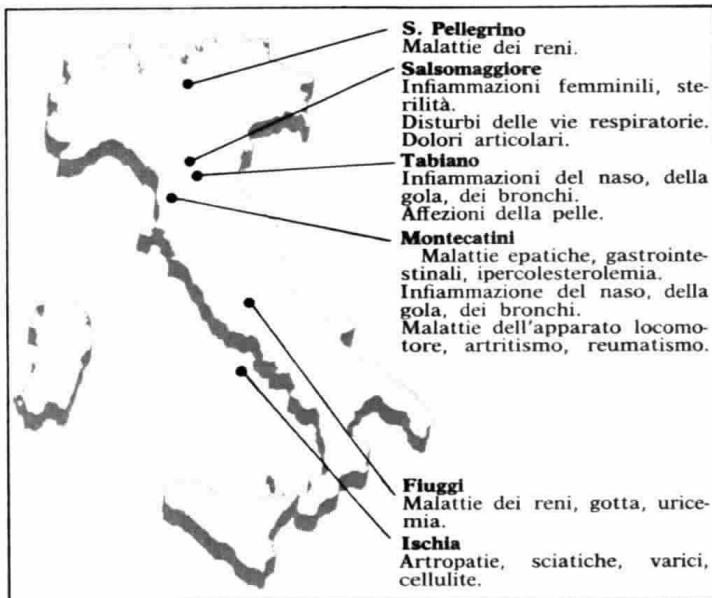 S. Pellegrino
Malattie dei reni.
Salsomaggiore
Infiammazioni femminili, ste-
rilità.
Disturbi delle vie respiratorie.
Dolori articolari.
Tabiano
Infiammazioni del naso, della
gola, dei bronchi.
Affezioni della pelle.
Montecatini
Malattie epatiche, gastrointe-
stinali, ipercolesterolemia.
Infiammazione del naso, della
gola, dei bronchi.
Malattie dell'apparato locomo-
tore, artritismo, reumatismo.
Fiuggi
Malattie dei reni, gotta, urice-
mia.
Ischia
Artropatie, sciatiche, varici,
cellulite.